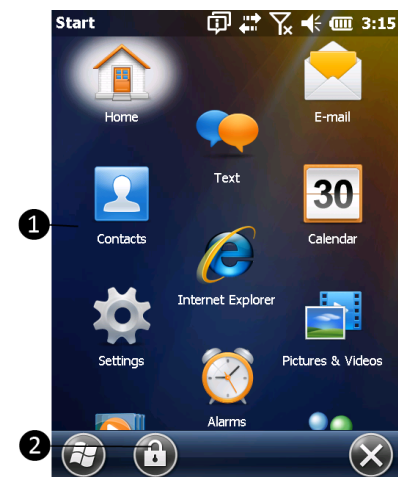 Start 3:15
Home
E-mail
Text
30
1
Contacts
Calendar
Internet Explorer
Settings
Pictures & Videos
Alarms
2